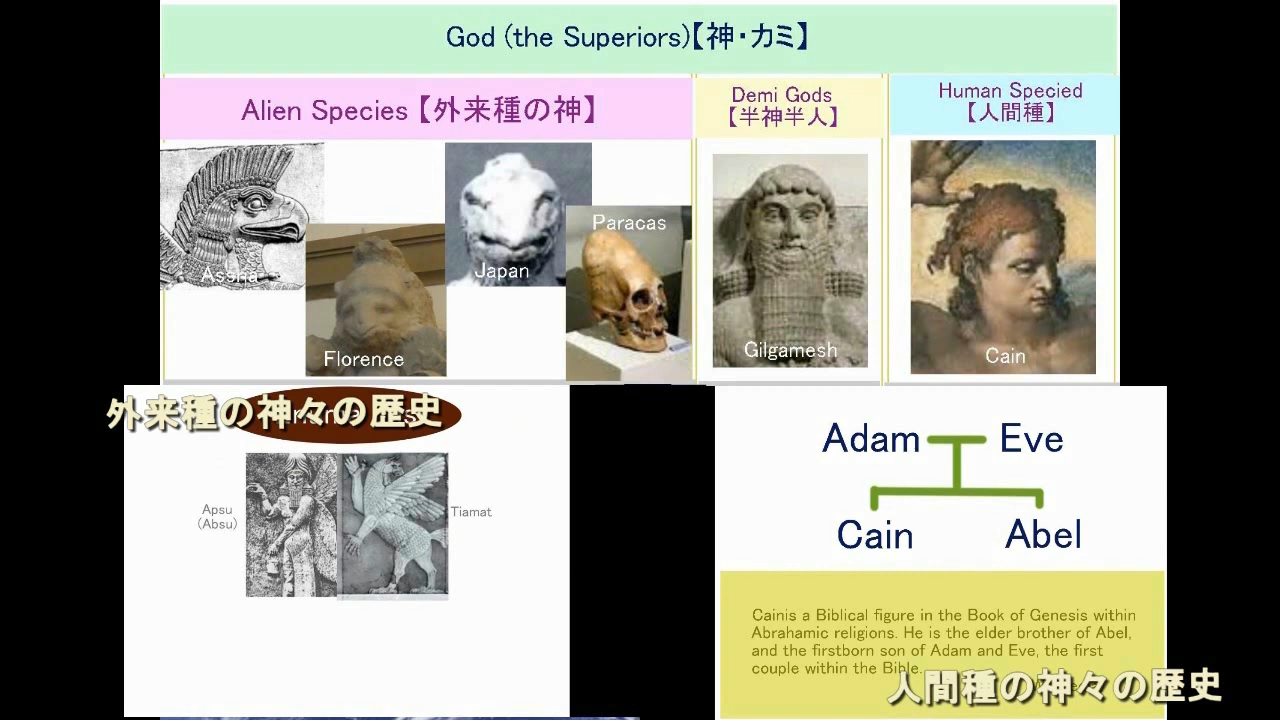 God (the Superiors)【神・カミ】
Alien Species【外来種の神】
Demi Gods
【半神半人】
Human Specied
【人間種】
Assha
Florence
Japan
Paracas
Gilgamesh
Cain
外来種の神々の歴史
Apsu
(Absu)
Tiamat
Adam
Eve
Cain
Abel
Cainis a Biblical figure in the Book of Genesis within
Abrahamic religions. He is the elder brother of Abel,
and the firstborn son of Adam and Eve, the first
couple within the Bible.
人間種の神々の歴史